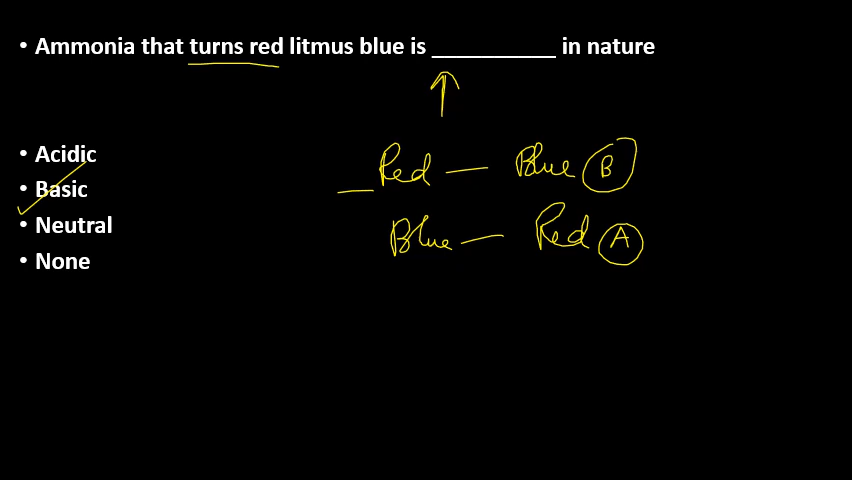 • Ammonia that turns red litmus blue is __________ in nature
• Acidic
• Basic
• Neutral
• None
Red — Blue B
Blue — Red A